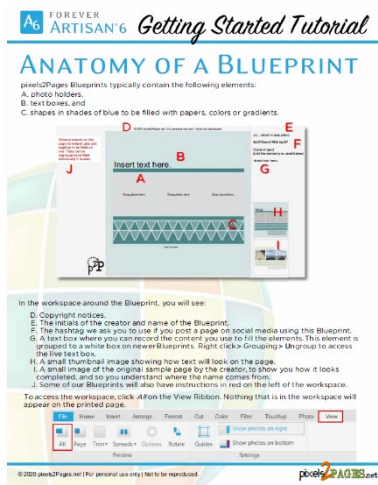 A6 FOREVER
ARTISAN®6 Getting Started Tutorial
ANATOMY OF A BLUEPRINT
pixels2Pages Blueprints typically contain the following elements:
A. photo holders,
B. text boxes, and
C. shapes in shades of blue to be filled with papers, colors or gradients.
D
E
F
J
B
Insert text here.
G
A
H
C
I
p2P
In the workspace around the Blueprint, you will see:
D. Copyright notices.
E. The initials of the creator and name of the Blueprint.
F. The hashtag we ask you to use if you post a page on social media using this Blueprint.
G. A text box where you can record the content you use to fill the elements. This element is
grouped to a white box on newer Blueprints. Right click> Grouping> Ungroup to access
the live text box.
H. A small thumbnail image showing how text will look on the page.
I. A small image of the original sample page by the creator, to show you how it looks
completed, and so you understand where the name comes from.
J. Some of our Blueprints will also have instructions in red on the left of the workspace.
To access the workspace, click All on the View Ribbon. Nothing that is in the workspace will
appear on the printed page.
File Home Insert Arrange Format Cut Color Filter Touchup Photo View
All Page Trim Spreads Options Rotate Guides
Show photos on right
Show photos on bottom
Preview Settings
©2020 pixels2Pages.net | For personal use only | Not to be reproduced.
pixels2PAGES.net